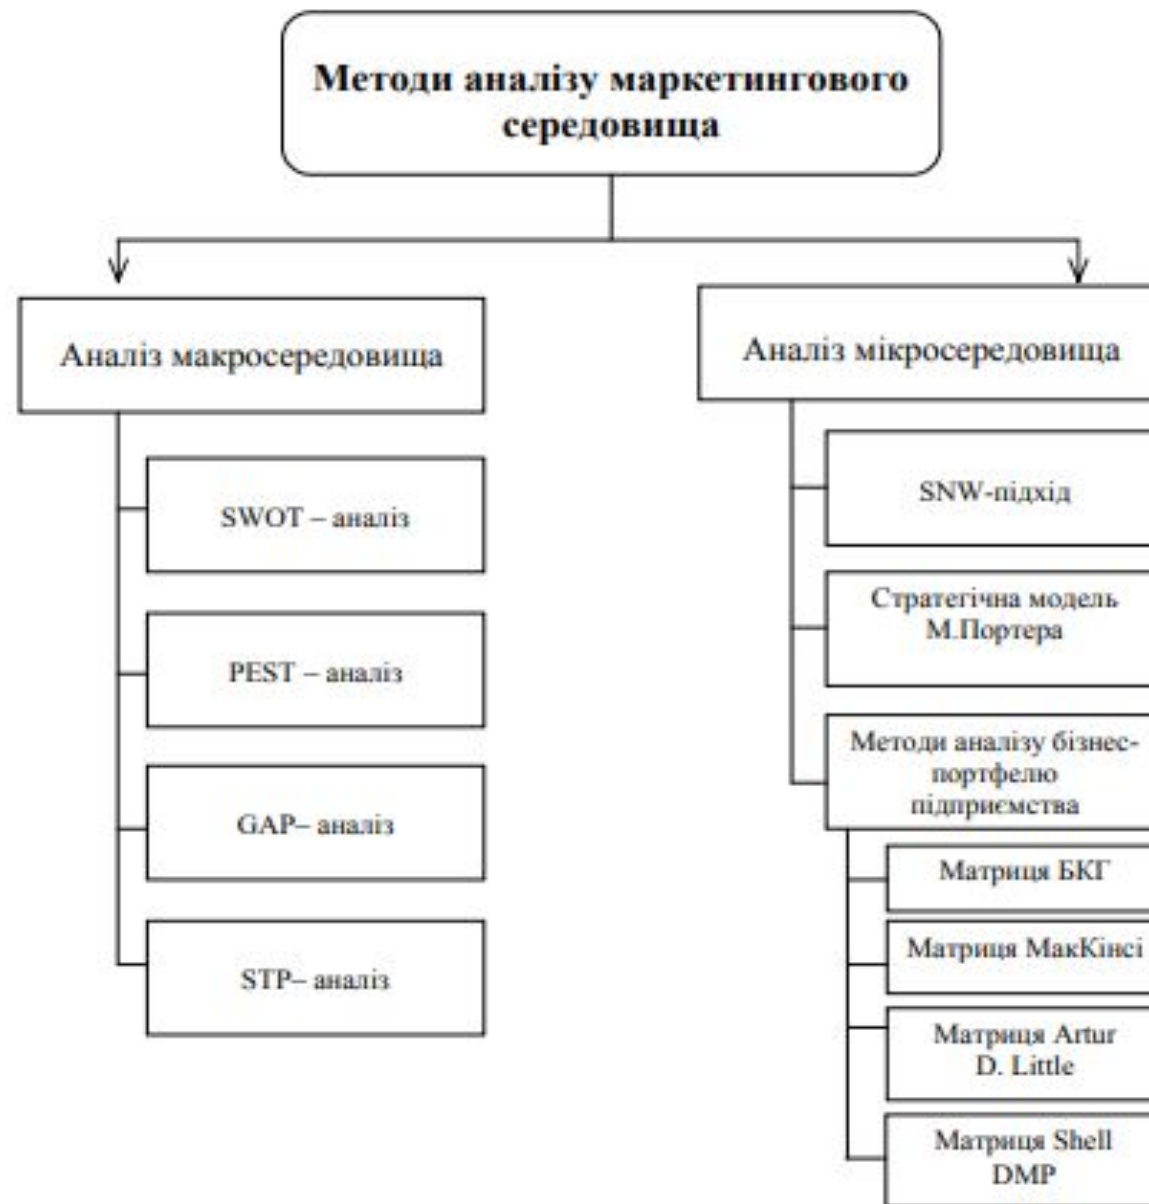 Методи аналізу маркетингового
середовища
Аналіз макросередовища
SWOT – аналіз
PEST – аналіз
GAP– аналіз
STP– аналіз
Аналіз мікросередовища
SNW-підхід
Стратегічна модель
М.Портера
Методи аналізу бізнес-
портфелю
підприємства
Матриця БКГ
Матриця МакКінсі
Матриця Artur
D. Little
Матриця Shell
DMP